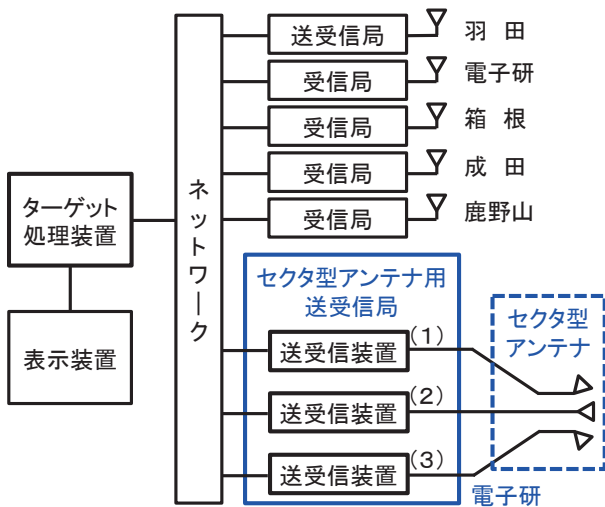 送受信局 羽田
受信局 電子研
受信局 箱根
受信局 成田
受信局 鹿野山
ネットワーク
ターゲット
処理装置
表示装置
セクタ型アンテナ用
送受信局
送受信装置 (1)
送受信装置 (2)
送受信装置 (3)
セクタ型
アンテナ
電子研